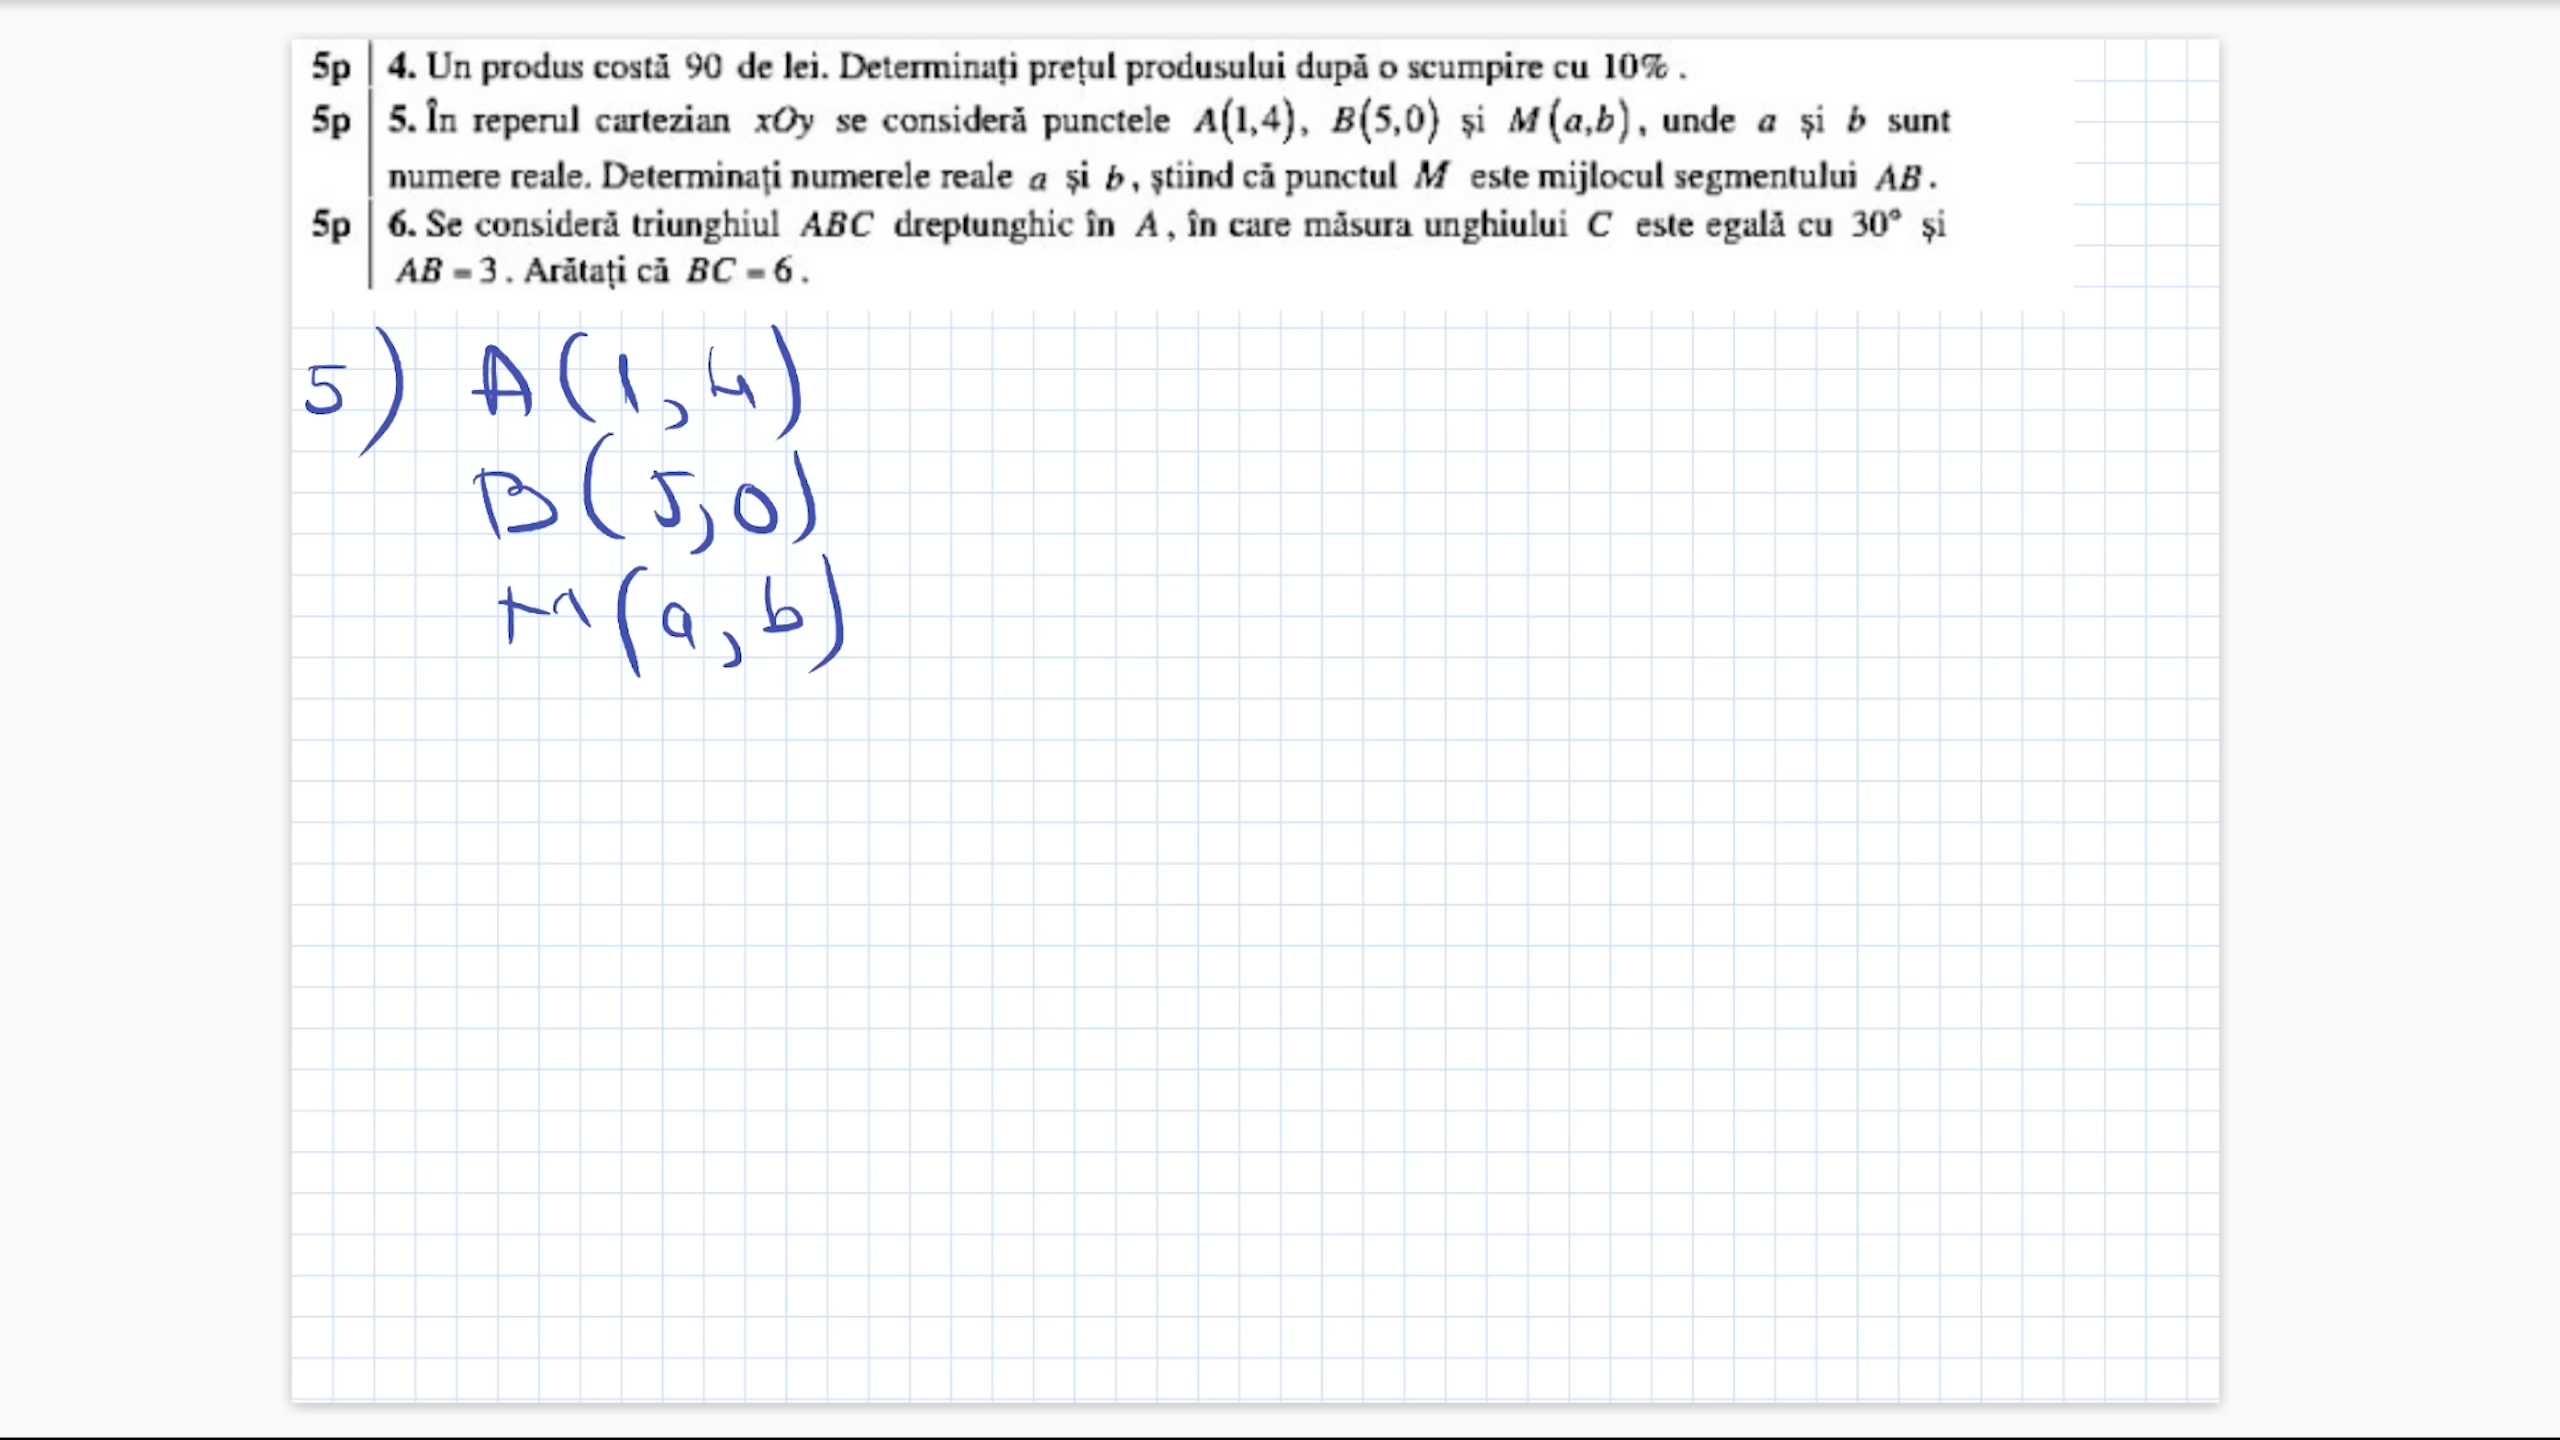 5p 4. Un produs costă 90 de lei. Determinați prețul produsului după o scumpire cu 10% .
5p 5. În reperul cartezian xOy se consideră punctele A(1,4), B(5,0) și M(a,b), unde a și b sunt
numere reale. Determinați numerele reale a și b, știind că punctul M este mijlocul segmentului AB.
5p 6. Se consideră triunghiul ABC dreptunghic în A, în care măsura unghiului C este egală cu 30° și
AB = 3. Arătați că BC = 6.
5) A(1,4)
B(5,0)
M(a,b)